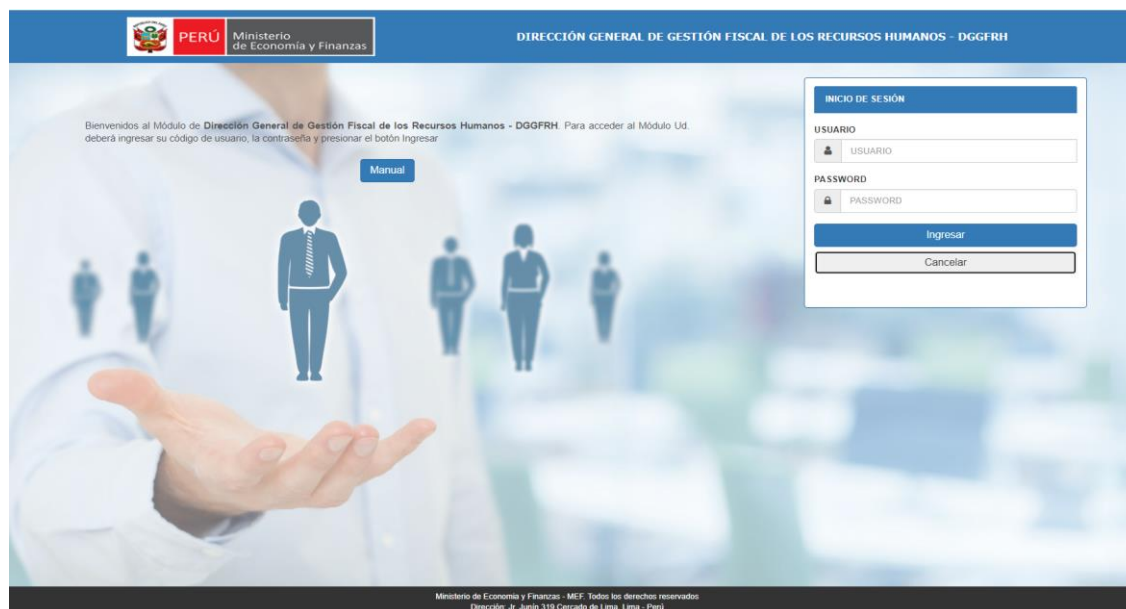 PERÚ
Ministerio
de Economía y Finanzas
DIRECCIÓN GENERAL DE GESTIÓN FISCAL DE LOS RECURSOS HUMANOS - DGGFRH
Bienvenidos al Módulo de Dirección General de Gestión Fiscal de los Recursos Humanos - DGGFRH. Para acceder al Módulo Ud.
deberá ingresar su código de usuario, la contraseña y presionar el botón Ingresar
Manual
INICIO DE SESIÓN
USUARIO
USUARIO
PASSWORD
PASSWORD
Ingresar
Cancelar
Ministerio de Economía y Finanzas - MEF. Todos los derechos reservados
Dirección: Jr. Junín 319 Cercado de Lima, Lima - Perú